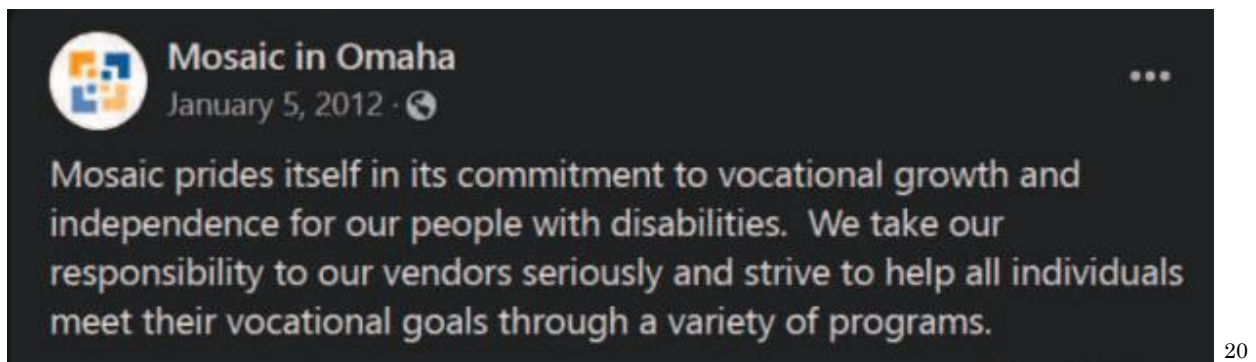 Mosaic in Omaha
January 5, 2012 ·
Mosaic prides itself in its commitment to vocational growth and
independence for our people with disabilities.  We take our
responsibility to our vendors seriously and strive to help all individuals
meet their vocational goals through a variety of programs.
20